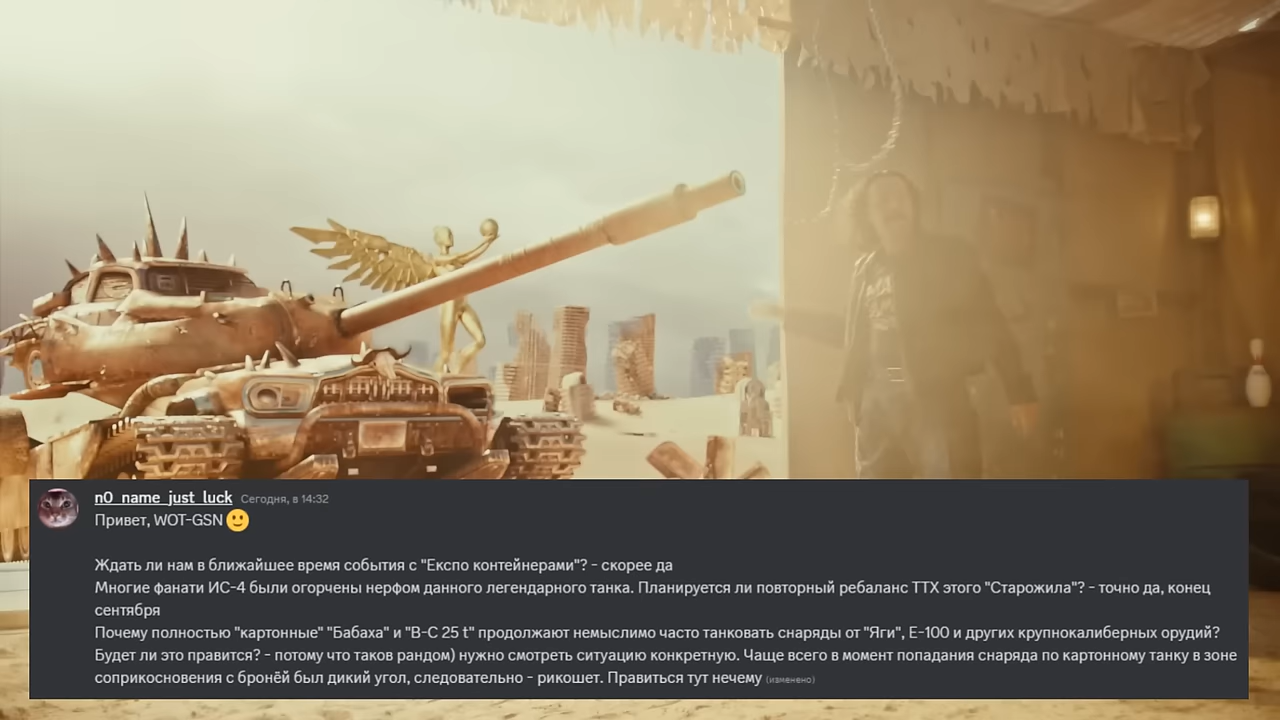 n0_name_just_luck Сегодня, в 14:32
Привет, WOT-GSN
Ждать ли нам в ближайшее время события с "Експо контейнерами"? - скорее да
Многие фанати ИС-4 были огорчены нерфом данного легендарного танка. Планируется ли повторный ребаланс ТТХ этого "Старожила"? - точно да, конец
сентября
Почему полностью "картонные" "Бабаха" и "B-C 25 t" продолжают немыслимо часто танковать снаряды от "Яги", Е-100 и других крупнокалиберных орудий?
Будет ли это правится? - потому что таков рандом) нужно смотреть ситуацию конкретную. Чаще всего в момент попадания снаряда по картонному танку в зоне
соприкосновения с бронёй был дикий угол, следовательно - рикошет. Правиться тут нечему (изменено)